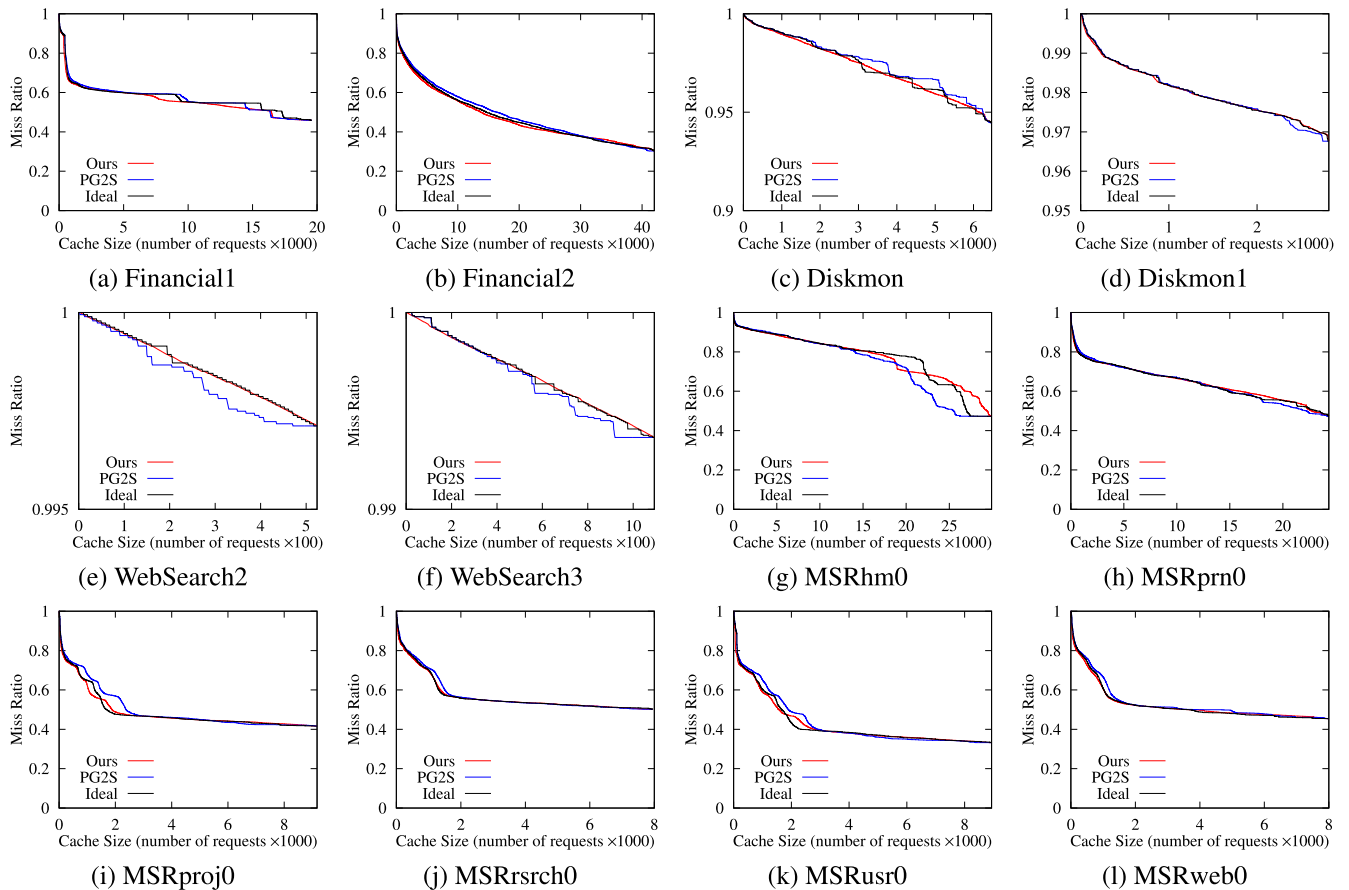 1
0.8
0.6
0.4
0.2
0
Miss Ratio
Ours
PG2S
Ideal
0 5 10 15 20
Cache Size (number of requests ×1000)
(a) Financial1
1
0.8
0.6
0.4
0.2
0
Miss Ratio
Ours
PG2S
Ideal
0 10 20 30 40
Cache Size (number of requests ×1000)
(b) Financial2
1
0.95
0.9
Miss Ratio
Ours
PG2S
Ideal
0 1 2 3 4 5 6
Cache Size (number of requests ×1000)
(c) Diskmon
1
0.99
0.98
0.97
0.96
0.95
Miss Ratio
Ours
PG2S
Ideal
0 1 2
Cache Size (number of requests ×1000)
(d) Diskmon1
1
0.995
Miss Ratio
Ours
PG2S
Ideal
0 1 2 3 4 5
Cache Size (number of requests ×100)
(e) WebSearch2
1
0.99
Miss Ratio
Ours
PG2S
Ideal
0 2 4 6 8 10
Cache Size (number of requests ×100)
(f) WebSearch3
1
0.8
0.6
0.4
0.2
0
Miss Ratio
Ours
PG2S
Ideal
0 5 10 15 20 25
Cache Size (number of requests ×1000)
(g) MSRhm0
1
0.8
0.6
0.4
0.2
0
Miss Ratio
Ours
PG2S
Ideal
0 5 10 15 20
Cache Size (number of requests ×1000)
(h) MSRprn0
1
0.8
0.6
0.4
0.2
0
Miss Ratio
Ours
PG2S
Ideal
0 2 4 6 8
Cache Size (number of requests ×1000)
(i) MSRproj0
1
0.8
0.6
0.4
0.2
0
Miss Ratio
Ours
PG2S
Ideal
0 2 4 6 8
Cache Size (number of requests ×1000)
(j) MSRrsrch0
1
0.8
0.6
0.4
0.2
0
Miss Ratio
Ours
PG2S
Ideal
0 2 4 6 8
Cache Size (number of requests ×1000)
(k) MSRusr0
1
0.8
0.6
0.4
0.2
0
Miss Ratio
Ours
PG2S
Ideal
0 2 4 6 8
Cache Size (number of requests ×1000)
(l) MSRweb0